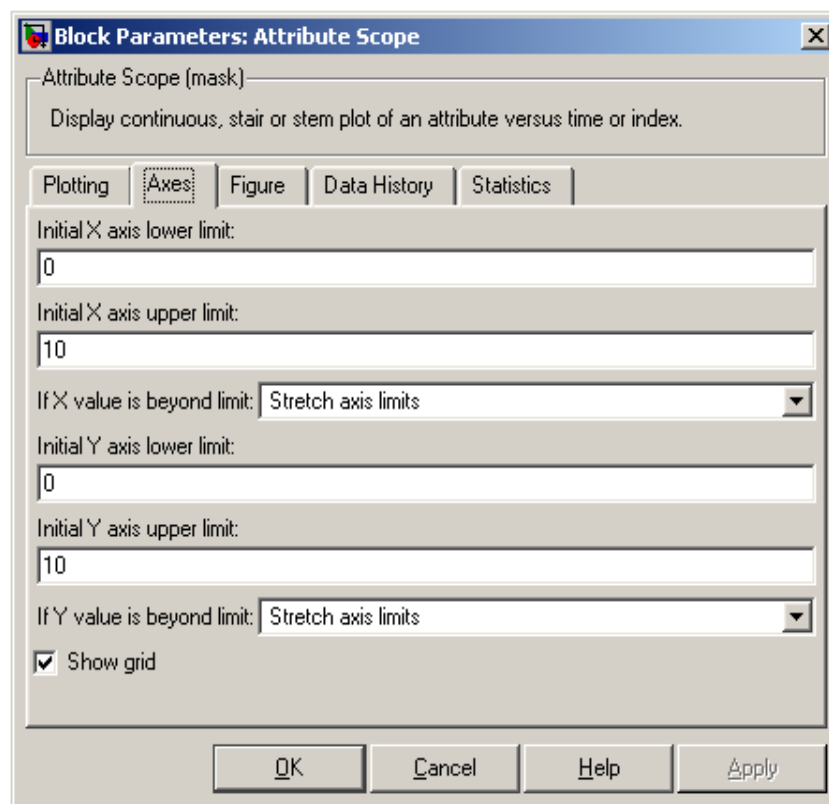 Block Parameters: Attribute Scope
Attribute Scope (mask)
Display continuous, stair or stem plot of an attribute versus time or index.
Plotting Axes Figure Data History Statistics
Initial X axis lower limit:
0
Initial X axis upper limit:
10
If X value is beyond limit: Stretch axis limits
Initial Y axis lower limit:
0
Initial Y axis upper limit:
10
If Y value is beyond limit: Stretch axis limits
Show grid
OK Cancel Help Apply